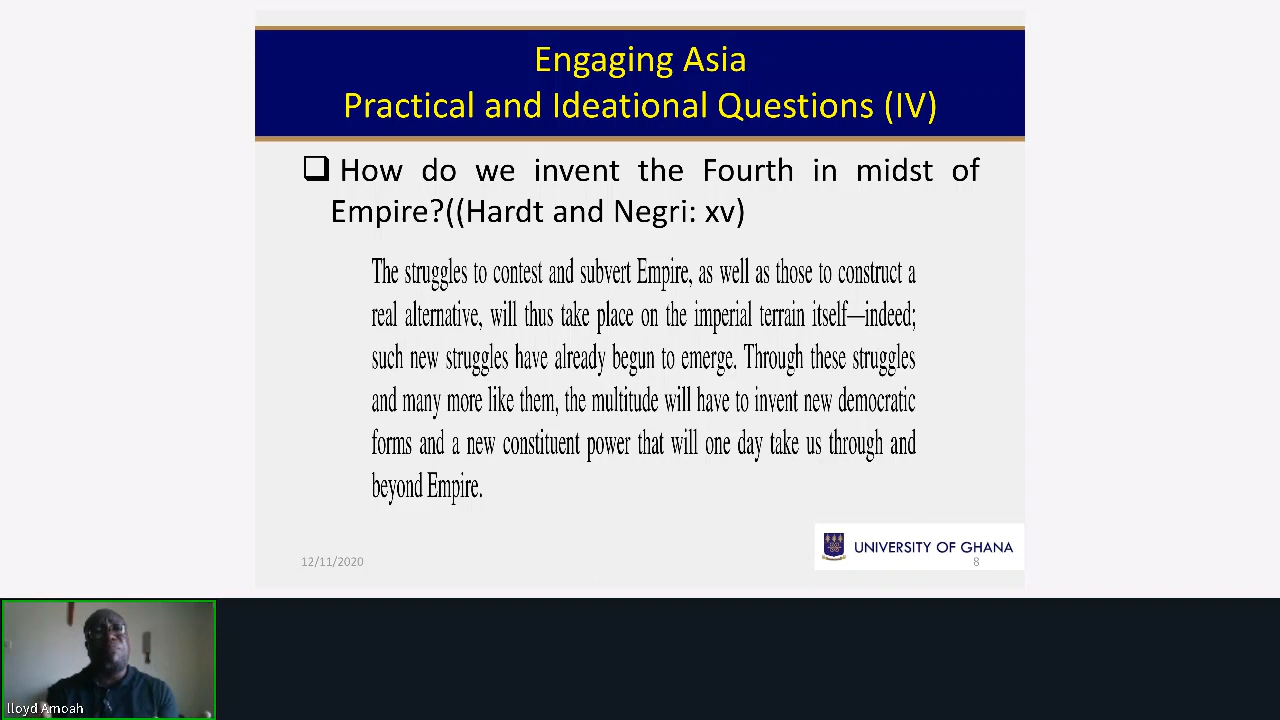 Engaging Asia
Practical and Ideational Questions (IV)
How do we invent the Fourth in midst of
Empire?((Hardt and Negri: xv)
The struggles to contest and subvert Empire, as well as those to construct a
real alternative, will thus take place on the imperial terrain itself—indeed;
such new struggles have already begun to emerge. Through these struggles
and many more like them, the multitude will have to invent new democratic
forms and a new constituent power that will one day take us through and
beyond Empire.
UNIVERSITY OF GHANA
12/11/2020
8
lloyd Amoah